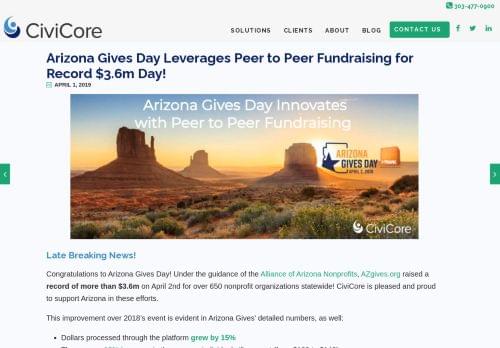 303-477-0900
CiviCore
SOLUTIONS CLIENTS ABOUT BLOG CONTACT US
Arizona Gives Day Leverages Peer to Peer Fundraising for
Record $3.6m Day!
APRIL 1, 2019
Arizona Gives Day Innovates
with Peer to Peer Fundraising
ARIZONA
GIVES DAY
APRIL 2, 2019
CiviCore
Late Breaking News!
Congratulations to Arizona Gives Day! Under the guidance of the Alliance of Arizona Nonprofits, AZgives.org raised a
record of more than $3.6m on April 2nd for over 650 nonprofit organizations statewide! CiviCore is pleased and proud
to support Arizona in these efforts.
This improvement over 2018's event is evident in Arizona Gives' detailed numbers, as well:
Dollars processed through the platform grew by 15%